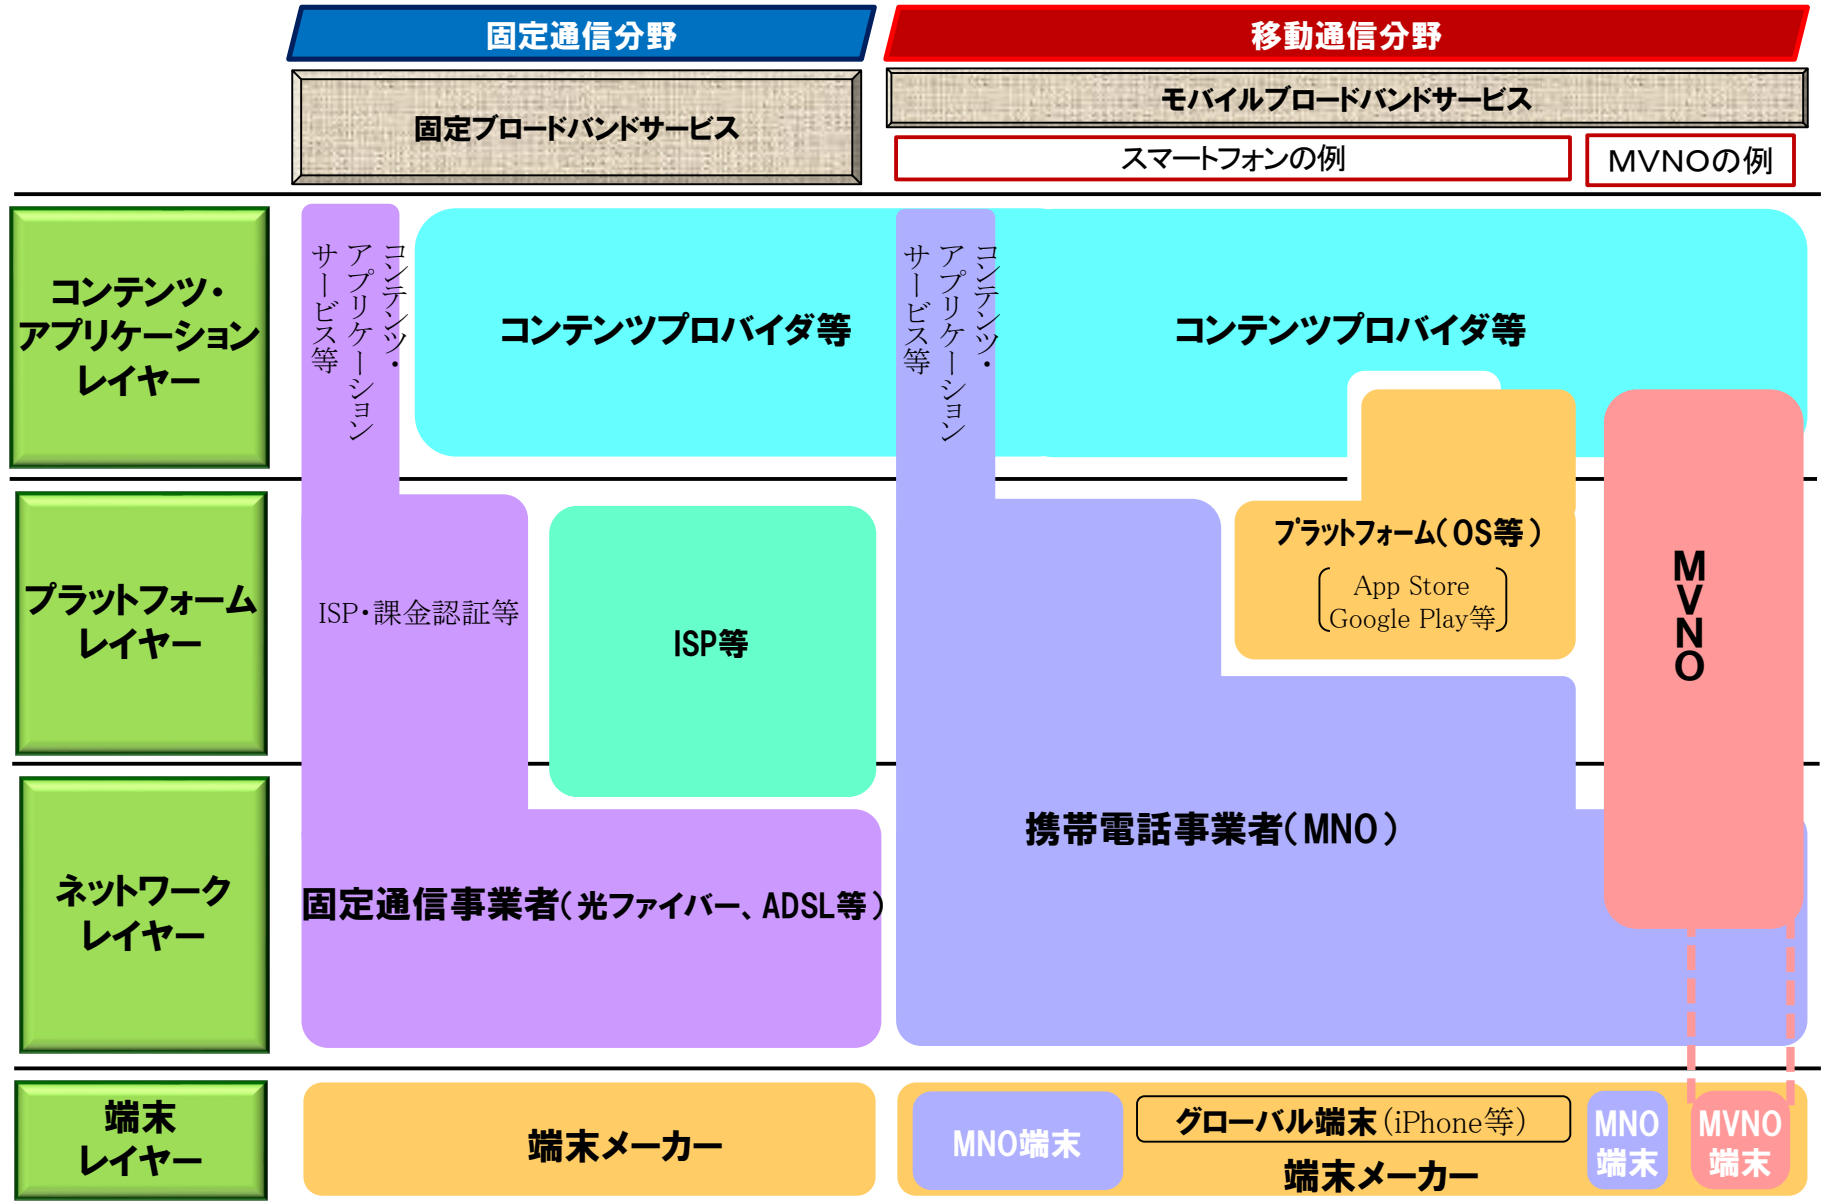 固定通信分野
移動通信分野
固定ブロードバンドサービス
モバイルブロードバンドサービス
スマートフォンの例
MVNOの例
コンテンツ・
アプリケーション
レイヤー
コンテンツ・
アプリケーション
サービス等
コンテンツプロバイダ等
コンテンツ・
アプリケーション
サービス等
コンテンツプロバイダ等
プラットフォーム
レイヤー
ISP・課金認証等
ISP等
プラットフォーム(OS等)
App Store
Google Play等
MVNO
ネットワーク
レイヤー
固定通信事業者(光ファイバー、ADSL等)
携帯電話事業者(MNO)
端末
レイヤー
端末メーカー
MNO端末
グローバル端末(iPhone等)
端末メーカー
MNO
端末
MVNO
端末